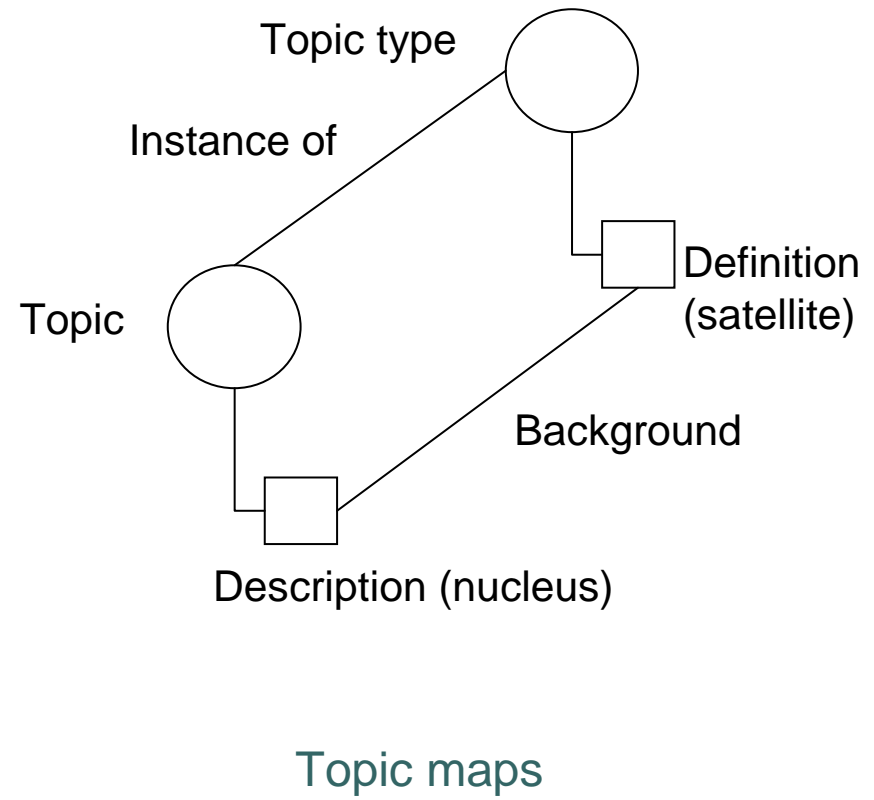 Topic type
Instance of
Definition
(satellite)
Topic
Background
Description (nucleus)
Topic maps